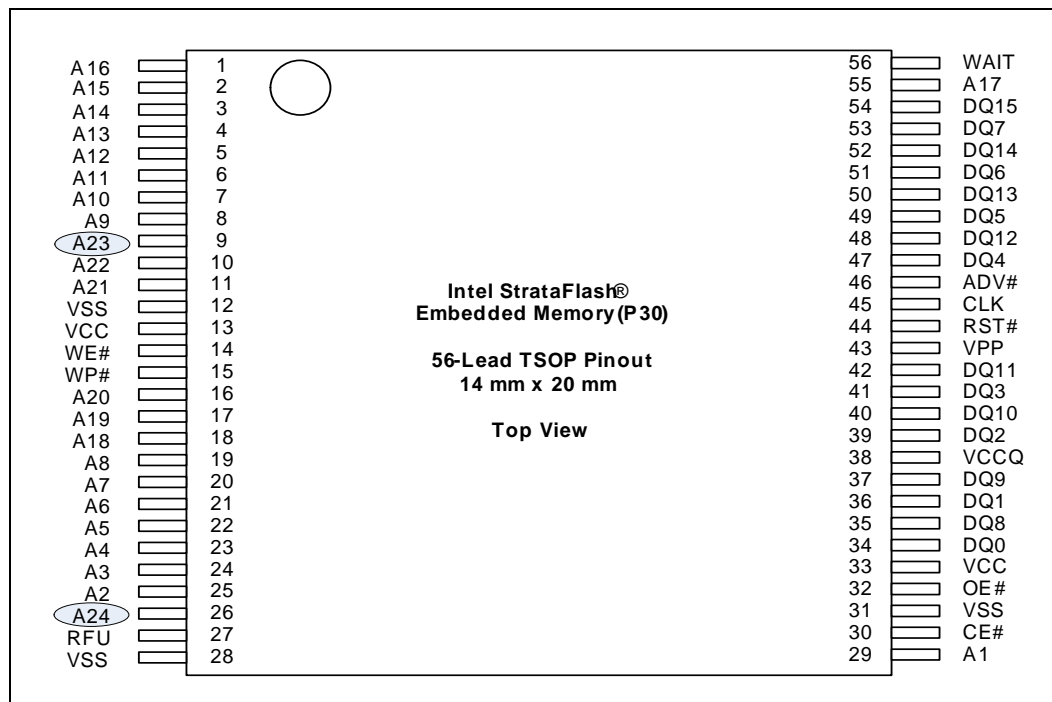 A16 1 56 WAIT
A15 2 55 A17
A14 3 54 DQ15
A13 4 53 DQ7
A12 5 52 DQ14
A11 6 51 DQ6
A10 7 50 DQ13
A9 8 49 DQ5
A23 9 48 DQ12
A22 10 47 DQ4
A21 11 46 ADV#
VSS 12 45 CLK
VCC 13 44 RST#
WE# 14 43 VPP
WP# 15 42 DQ11
A20 16 41 DQ3
A19 17 40 DQ10
A18 18 39 DQ2
A8 19 38 VCCQ
A7 20 37 DQ9
A6 21 36 DQ1
A5 22 35 DQ8
A4 23 34 DQ0
A3 24 33 VCC
A2 25 32 OE#
A24 26 31 VSS
RFU 27 30 CE#
VSS 28 29 A1
Intel StrataFlash®
Embedded Memory(P30)
56-Lead TSOP Pinout
14 mm x 20 mm
Top View